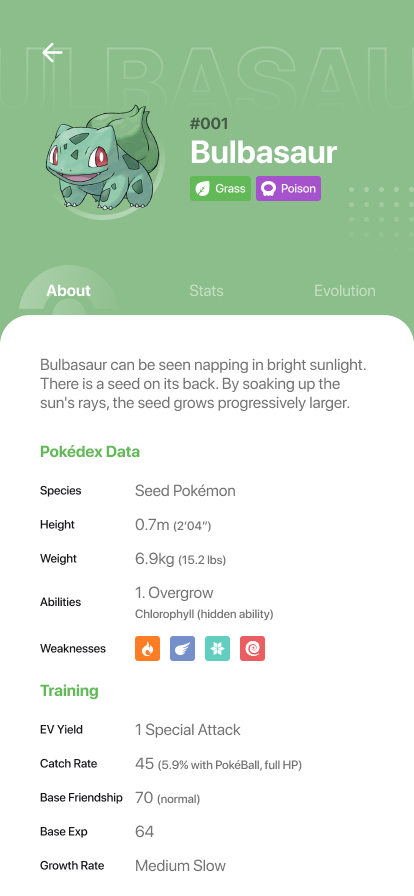 ULBASAU
#001
Bulbasaur
Grass Poison
About Stats Evolution
Bulbasaur can be seen napping in bright sunlight.
There is a seed on its back. By soaking up the
sun's rays, the seed grows progressively larger.
Pokédex Data
Species Seed Pokémon
Height 0.7m (2'04")
Weight 6.9kg (15.2 lbs)
Abilities 1. Overgrow
Chlorophyll (hidden ability)
Weaknesses
Training
EV Yield 1 Special Attack
Catch Rate 45 (5.9% with PokéBall, full HP)
Base Friendship 70 (normal)
Base Exp 64
Growth Rate Medium Slow